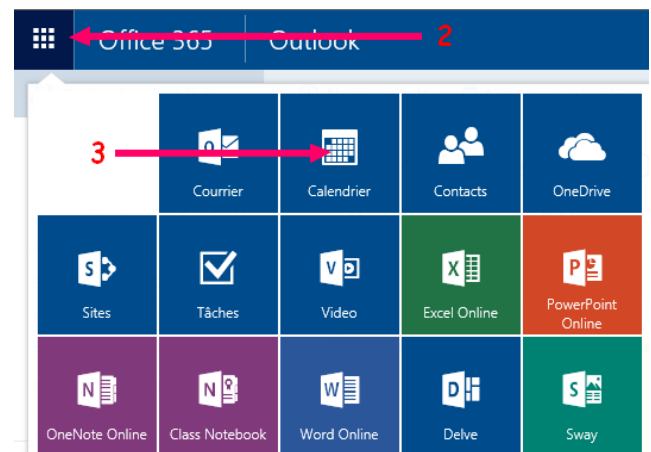 Office 365 Outlook 2
3
Courrier Calendrier Contacts OneDrive
Sites Tâches Video Excel Online PowerPoint
Online
OneNote Online Class Notebook Word Online Delve Sway